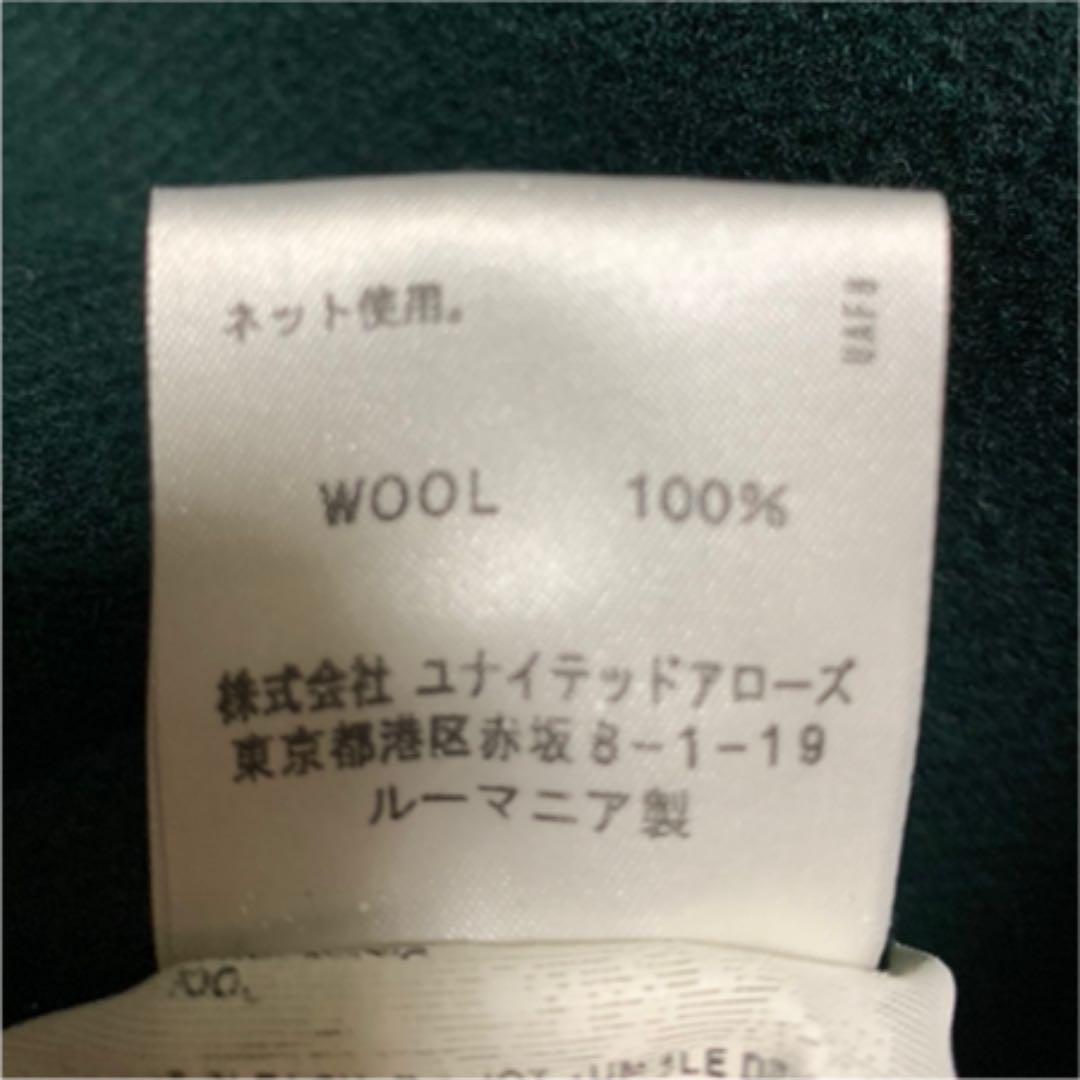 ネット使用。
UAF8
WOOL 100%
株式会社 ユナイテッドアローズ
東京都港区赤坂8-1-19
ルーマニア製